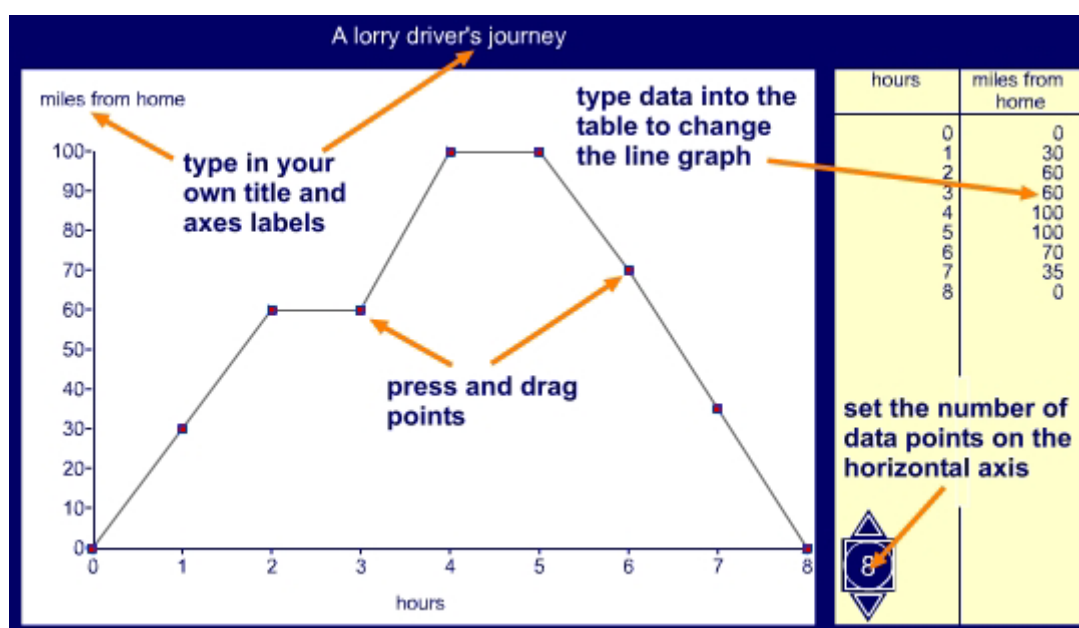 A lorry driver's journey
miles from home
type in your
own title and
axes labels
100
90
80
70
60
50
40
30
20
10
0
0 1 2 3 4 5 6 7 8
hours
press and drag
points
type data into the
table to change
the line graph
hours miles from
home
0 0
1 30
2 60
3 60
4 100
5 100
6 70
7 35
8 0
set the number of
data points on the
horizontal axis
8